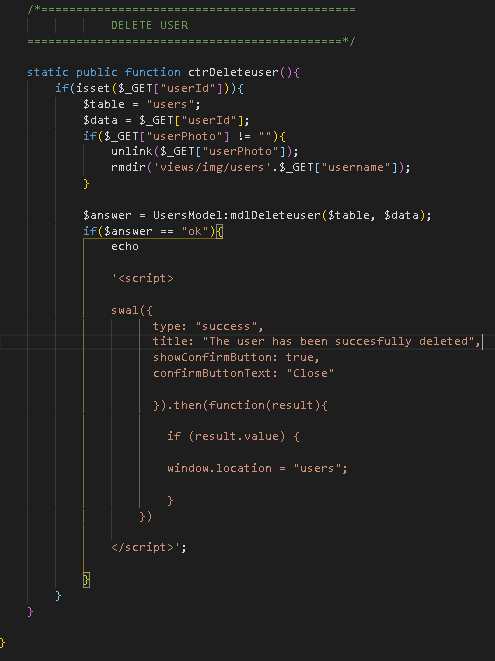 /*=============================================
DELETE USER
=============================================*/
static public function ctrDeleteuser(){
if(isset($_GET["userId"])){
$table = "users";
$data = $_GET["userId"];
if($_GET["userPhoto"] != ""){
unlink($_GET["userPhoto"]);
rmdir('views/img/users'.$_GET["username"]);
}
$answer = UsersModel:mdlDeleteuser($table, $data);
if($answer == "ok"){
echo
'<script>
swal({
type: "success",
title: "The user has been succesfully deleted",
showConfirmButton: true,
confirmButtonText: "Close"
}).then(function(result){
if (result.value) {
window.location = "users";
}
})
</script>';
}
}
}
}